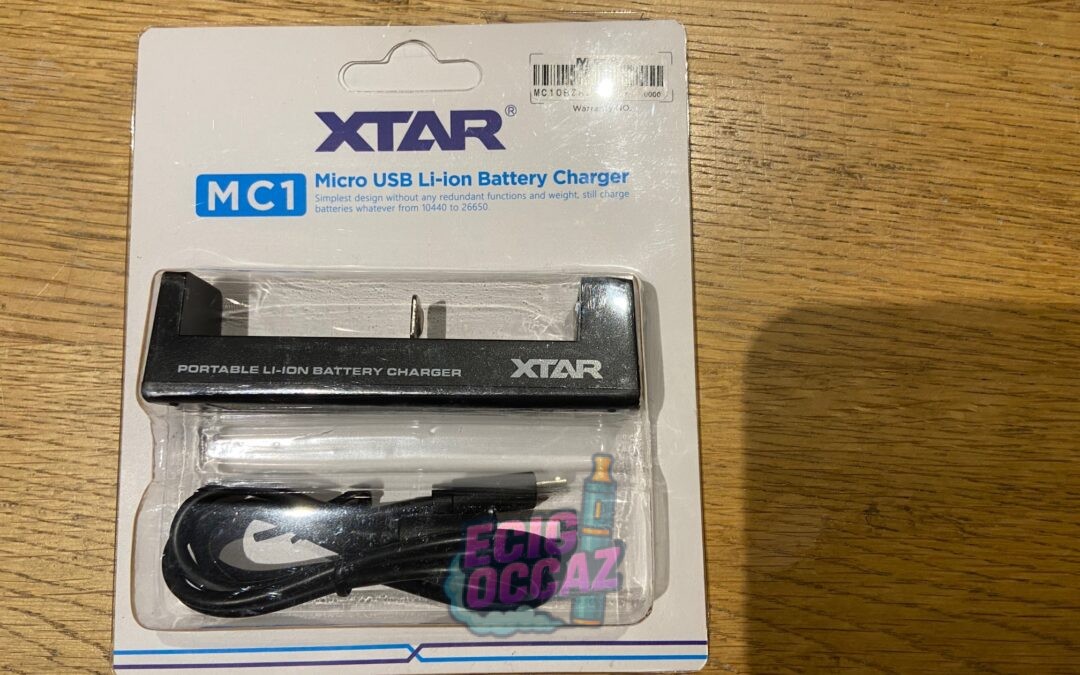 Warranty NO.
XTAR®
MC1
Micro USB Li-ion Battery Charger
Simplest design without any redundant functions and weight, still charge
batteries whatever from 10440 to 26650.
PORTABLE LI-ION BATTERY CHARGER
XTAR
ECIG
OCCAZ